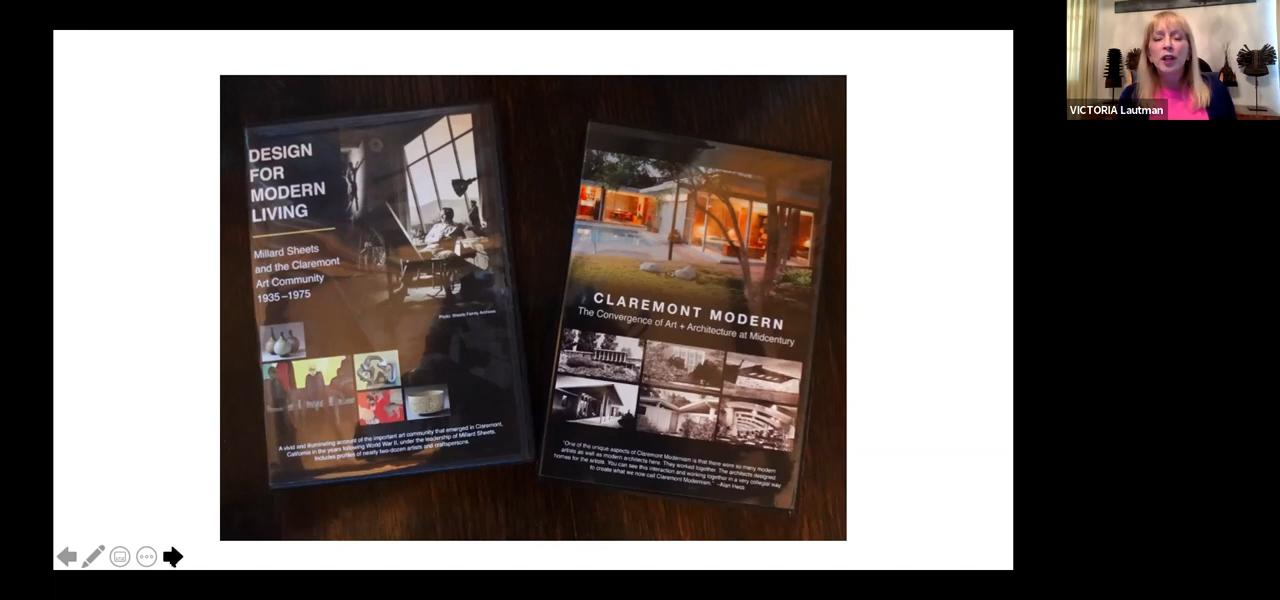 DESIGN
FOR
MODERN
LIVING
Millard Sheets
and the Claremont
Art Community
1935–1975
Photo: Sheets Family Archives
A vivid and illuminating account of the important art community that emerged in Claremont,
California in the years following World War II, under the leadership of Millard Sheets.
Includes profiles of nearly two-dozen artists and craftspersons.
CLAREMONT MODERN
The Convergence of Art + Architecture at Midcentury
"One of the unique aspects of Claremont Modernism is that there were so many modern
artists as well as modern architects here. They worked together. The architects designed
homes for the artists. You can see this interaction and working together in a very collegial way
to create what we now call Claremont Modernism." –Alan Hess
VICTORIA Lautman